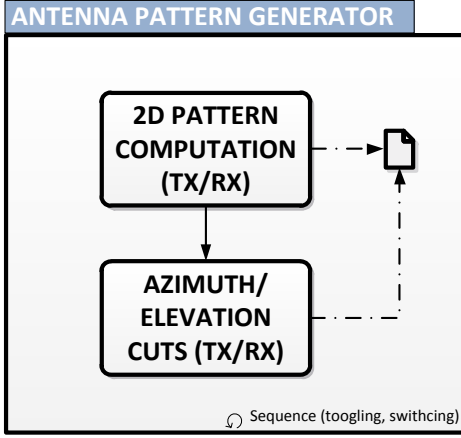 ANTENNA PATTERN GENERATOR
2D PATTERN
COMPUTATION
(TX/RX)
AZIMUTH/
ELEVATION
CUTS (TX/RX)
Sequence (toogling, swithcing)